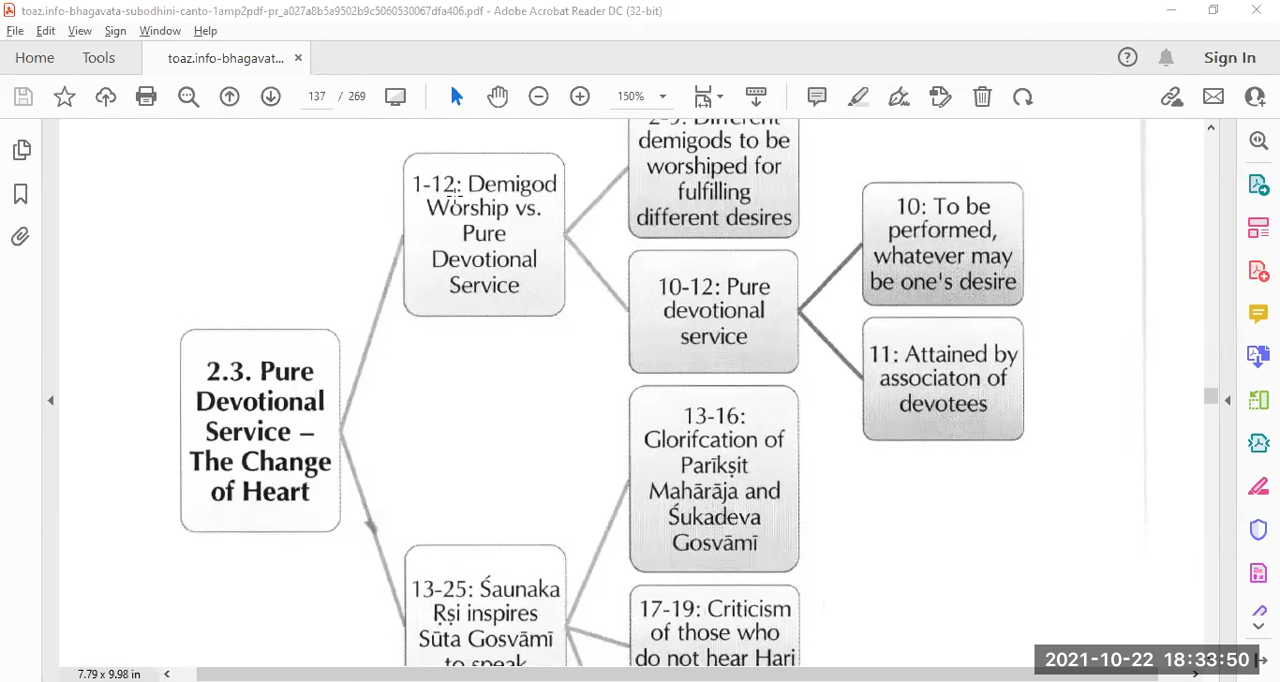 toaz.info-bhagavata-subodhini-canto-1amp2pdf-pr_a027a8b5a9502b9c5060530067dfa406.pdf - Adobe Acrobat Reader DC (32-bit)
File Edit View Sign Window Help
Home Tools toaz.info-bhagavat... × Sign In
137 / 269 150%
2-9: Different
demigods to be
worshiped for
fulfilling
different desires
1-12: Demigod
Worship vs.
Pure
Devotional
Service
10: To be
performed,
whatever may
be one's desire
10-12: Pure
devotional
service
11: Attained by
associaton of
devotees
2.3. Pure
Devotional
Service –
The Change
of Heart
13-16:
Glorifcation of
Parīkṣit
Mahārāja and
Śukadeva
Gosvāmī
13-25: Śaunaka
Ṛṣi inspires
Sūta Gosvāmī
to speak
17-19: Criticism
of those who
do not hear Hari
7.79 x 9.98 in
2021-10-22 18:33:50